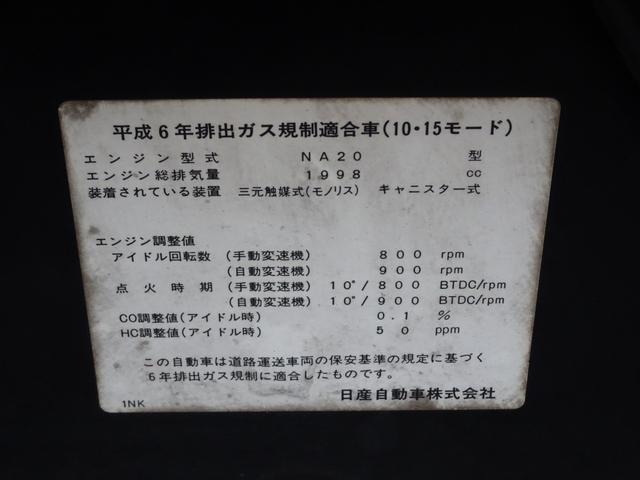 平成6年排出ガス規制適合車(10・15モード)
エンジン型式 NA20 型
エンジン総排気量 1998 cc
装着されている装置 三元触媒式(モノリス) キャニスター式
エンジン調整値
アイドル回転数 (手動変速機) 800 rpm
(自動変速機) 900 rpm
点火時期 (手動変速機) 10°/800 BTDC/rpm
(自動変速機) 10°/900 BTDC/rpm
CO調整値(アイドル時) 0.1 %
HC調整値(アイドル時) 50 ppm
この自動車は道路運送車両の保安基準の規定に基づく
6年排出ガス規制に適合したものです。
日産自動車株式会社
1NK